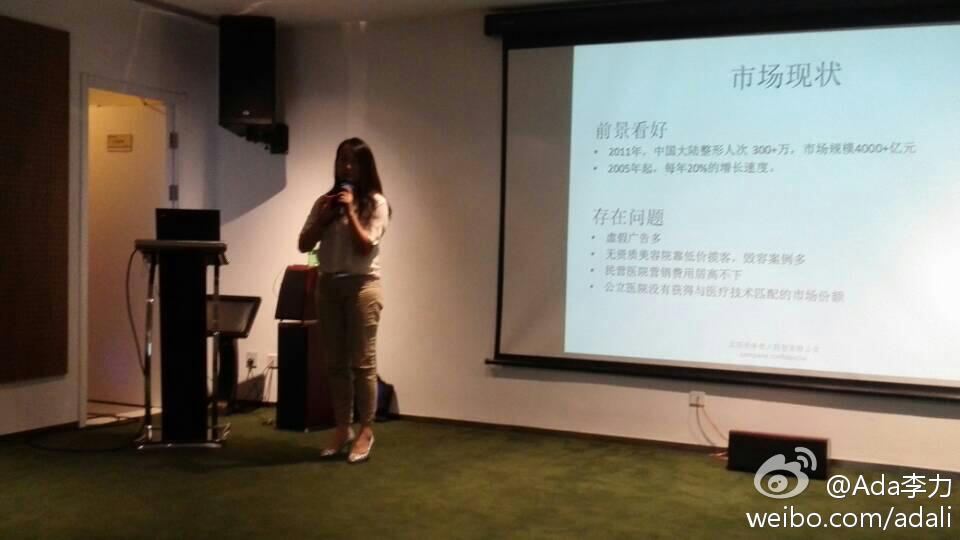 市场现状
前景看好
• 2011年，中国大陆整形人次 300+万，市场规模4000+亿元
• 2005年起，每年20%的增长速度。
存在问题
• 虚假广告多
• 无资质美容院靠低价揽客，毁容案例多
• 民营医院营销费用居高不下
• 公立医院没有获得与医疗技术匹配的市场份额
company confidential
@Ada李力
weibo.com/adali